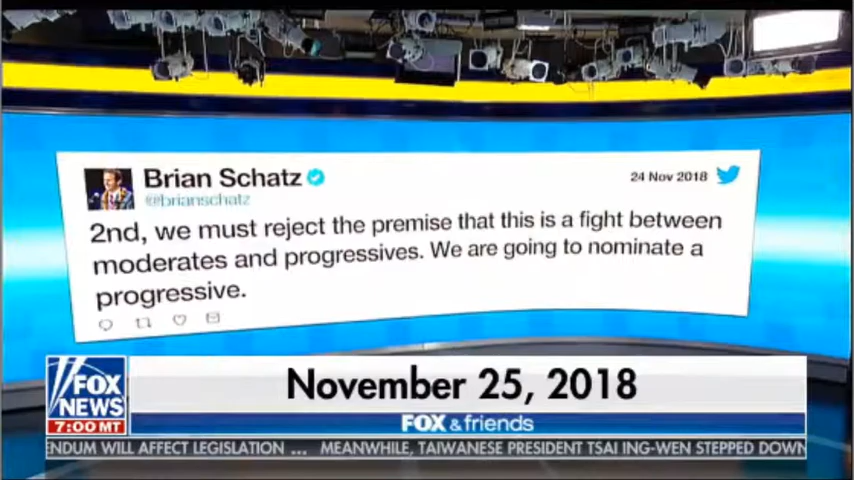 Brian Schatz
@brianschatz
24 Nov 2018
2nd, we must reject the premise that this is a fight between
moderates and progressives. We are going to nominate a
progressive.
FOX
NEWS
7:00 MT
November 25, 2018
FOX & friends
ENDUM WILL AFFECT LEGISLATION ... MEANWHILE, TAIWANESE PRESIDENT TSAI ING-WEN STEPPED DOWN